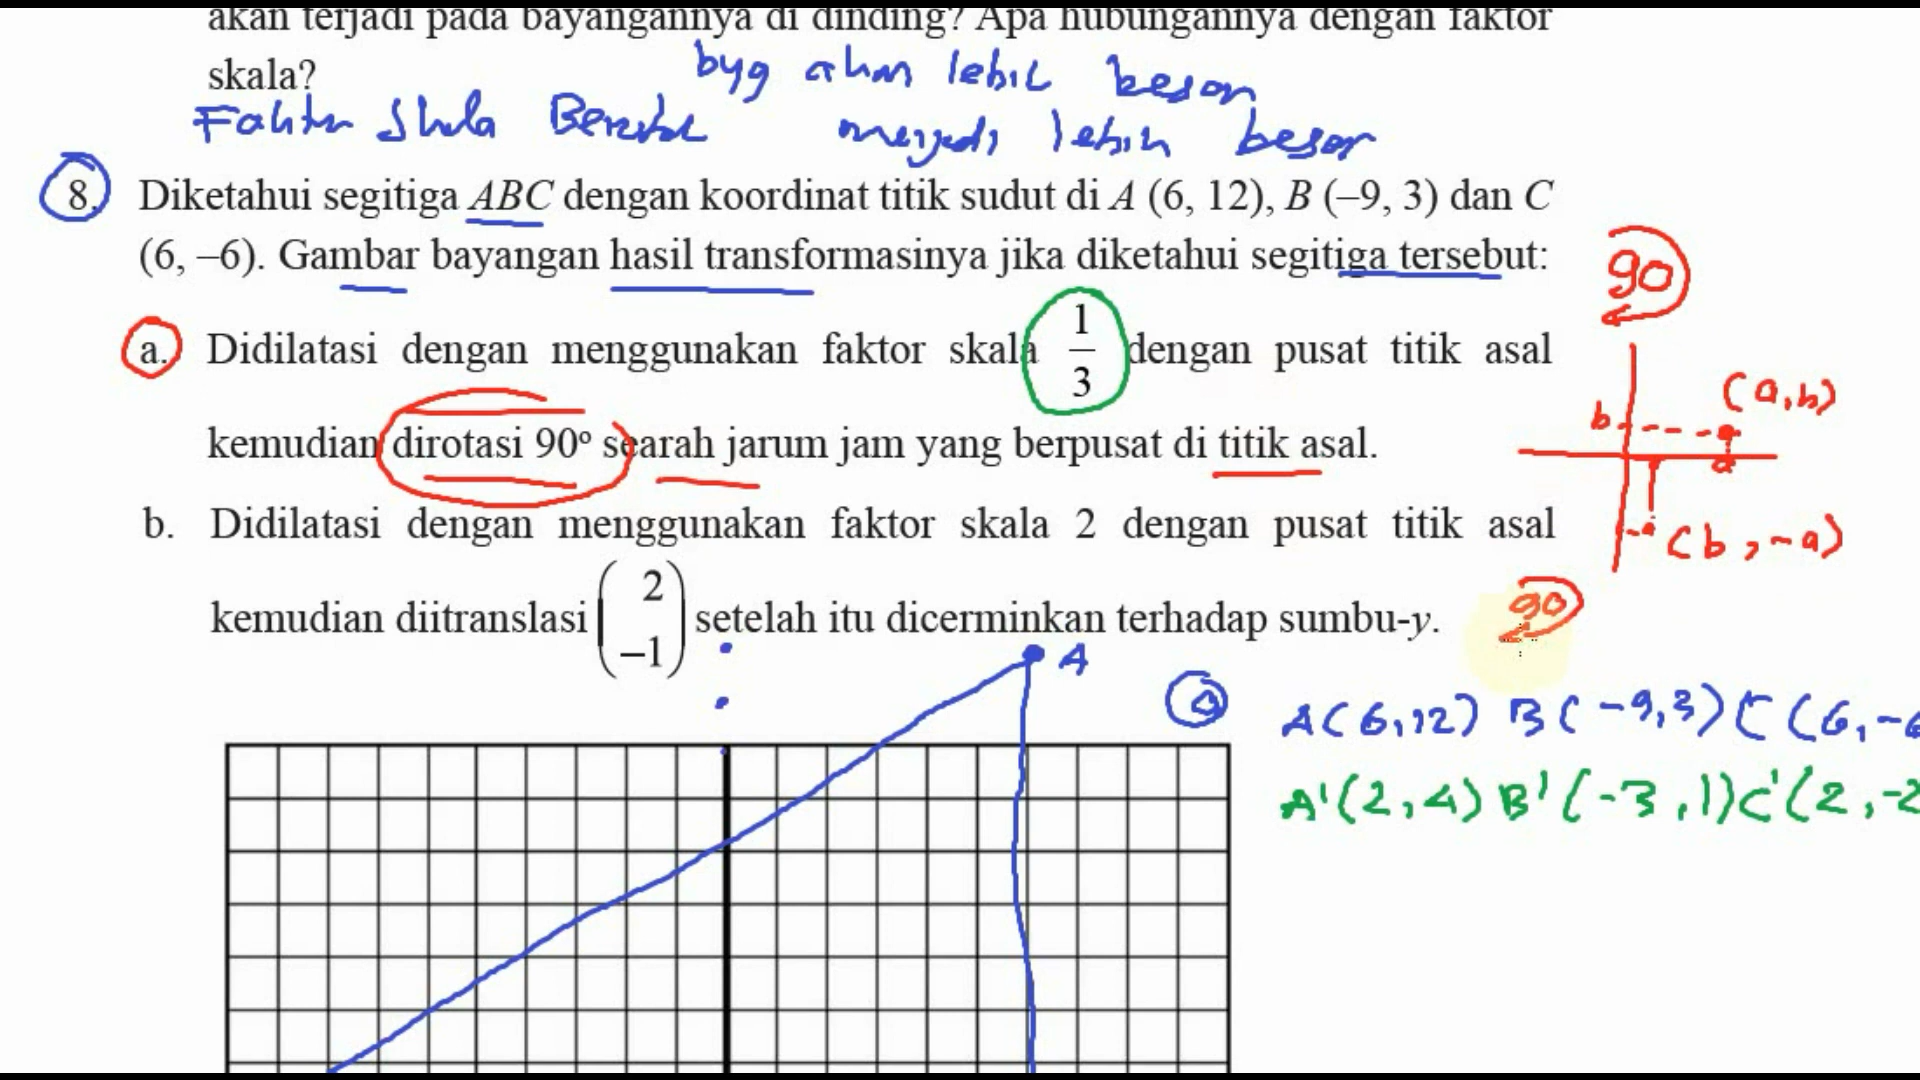 akan terjadi pada bayangannya di dinding? Apa hubungannya dengan faktor
skala?
byg akan lebih besar
Faktor Skala Berubah menjadi lebih besar
8. Diketahui segitiga ABC dengan koordinat titik sudut di A (6, 12), B (–9, 3) dan C
(6, –6). Gambar bayangan hasil transformasinya jika diketahui segitiga tersebut:
90
a. Didilatasi dengan menggunakan faktor skala 1/3 dengan pusat titik asal
(a,b)
b
a
kemudian dirotasi 90º searah jarum jam yang berpusat di titik asal.
b. Didilatasi dengan menggunakan faktor skala 2 dengan pusat titik asal
(b, -a)
kemudian diitranslasi (2 –1) setelah itu dicerminkan terhadap sumbu-y.
90
A
a
A(6,12) B(-9,3) C(6,-6
A'(2,4) B'(-3,1) C'(2,-2